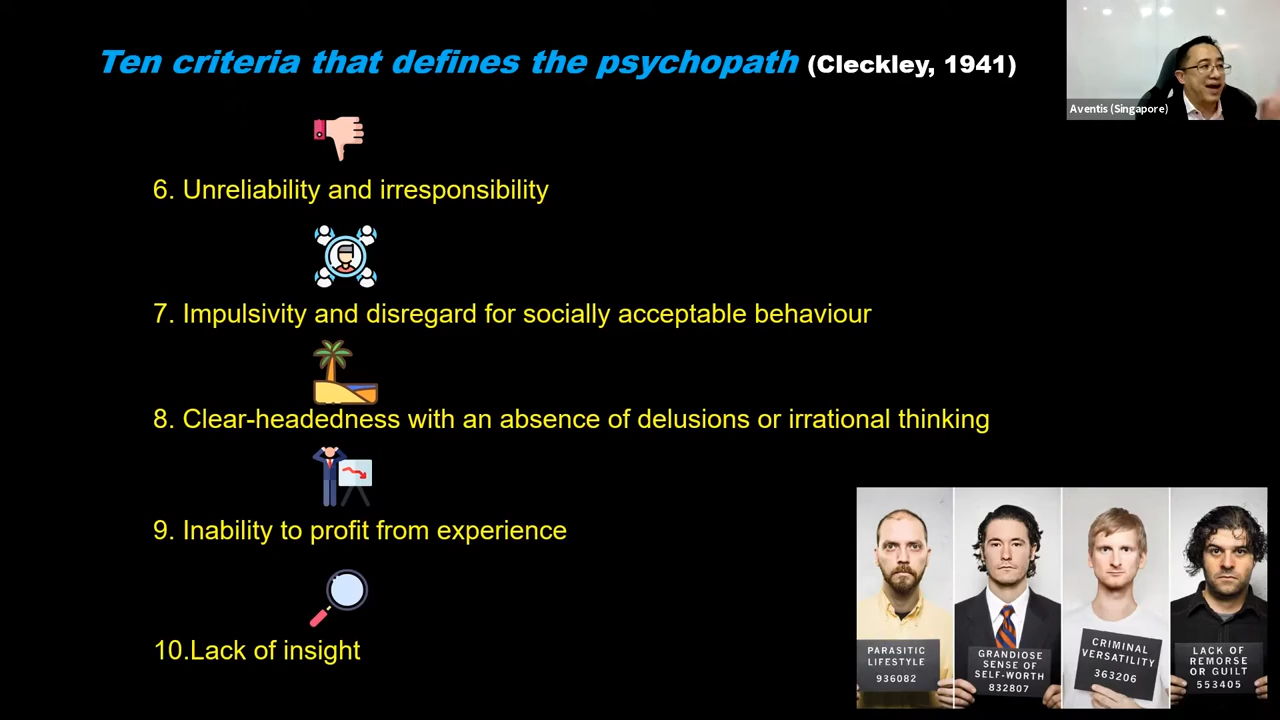 Ten criteria that defines the psychopath (Cleckley, 1941)
Aventis (Singapore)
6. Unreliability and irresponsibility
7. Impulsivity and disregard for socially acceptable behaviour
8. Clear-headedness with an absence of delusions or irrational thinking
9. Inability to profit from experience
10.Lack of insight
PARASITIC
LIFESTYLE
936082
GRANDIOSE
SENSE OF
SELF-WORTH
832807
CRIMINAL
VERSATILITY
363206
LACK OF
REMORSE
OR GUILT
553405